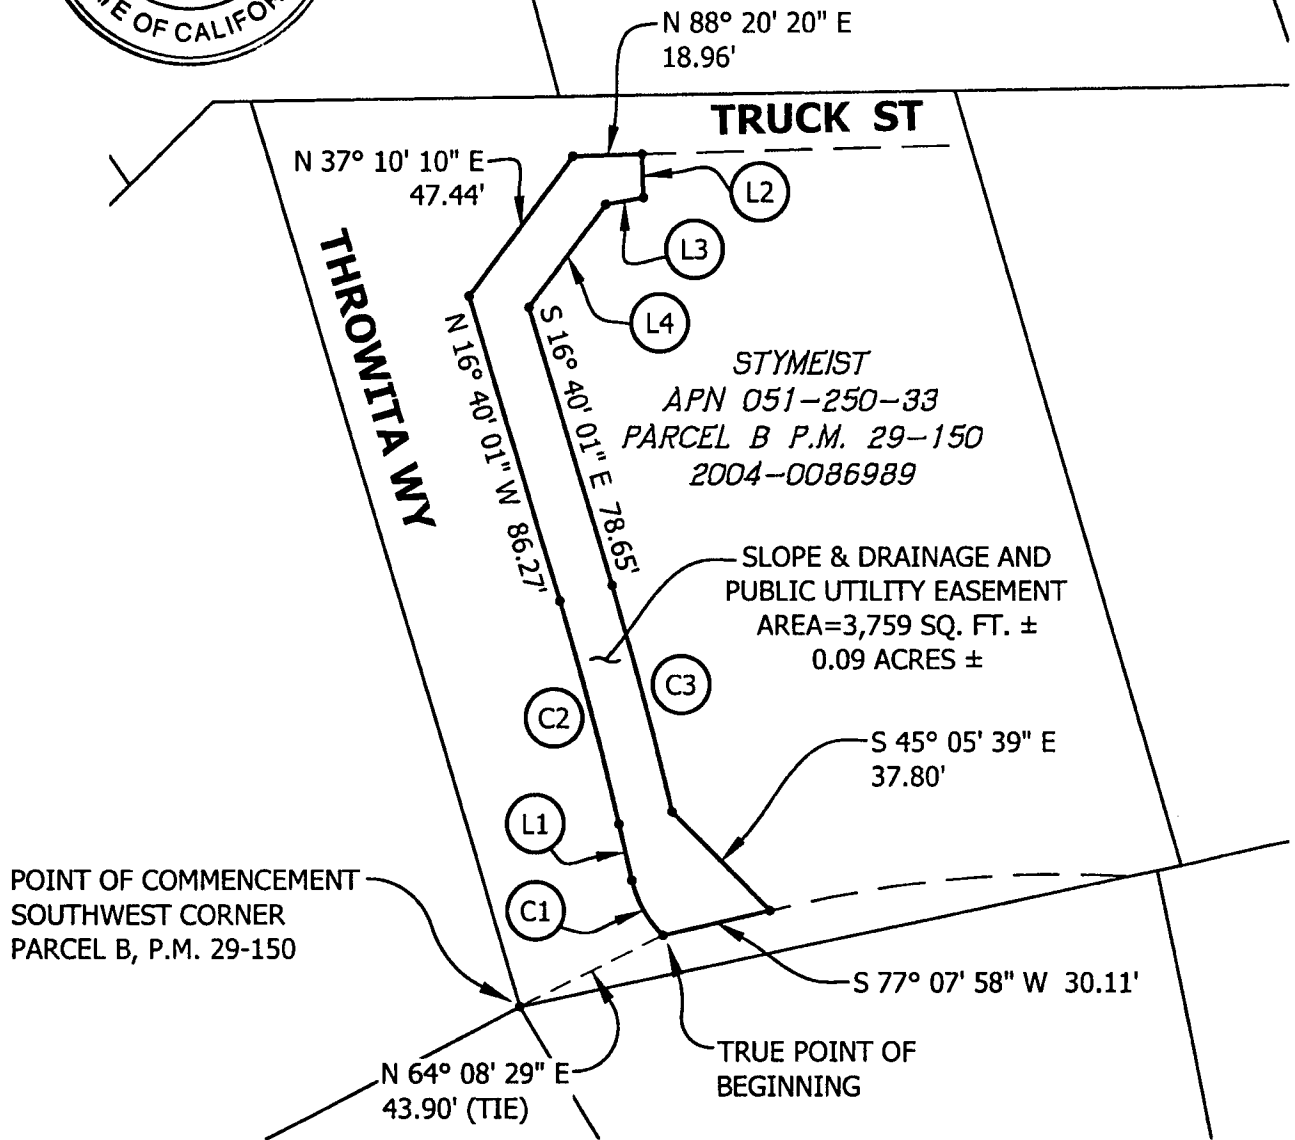 TE OF CALIFOR
N 88° 20' 20" E
18.96'
TRUCK ST
N 37° 10' 10" E
47.44'
L2
L3
L4
THROWITA WY
N 16° 40' 01" W 86.27'
S 16° 40' 01" E 78.65'
STYMEIST
APN 051-250-33
PARCEL B P.M. 29-150
2004-0086989
SLOPE & DRAINAGE AND
PUBLIC UTILITY EASEMENT
AREA=3,759 SQ. FT. ±
0.09 ACRES ±
C3
C2
S 45° 05' 39" E
37.80'
L1
C1
POINT OF COMMENCEMENT
SOUTHWEST CORNER
PARCEL B, P.M. 29-150
S 77° 07' 58" W 30.11'
TRUE POINT OF
BEGINNING
N 64° 08' 29" E
43.90' (TIE)